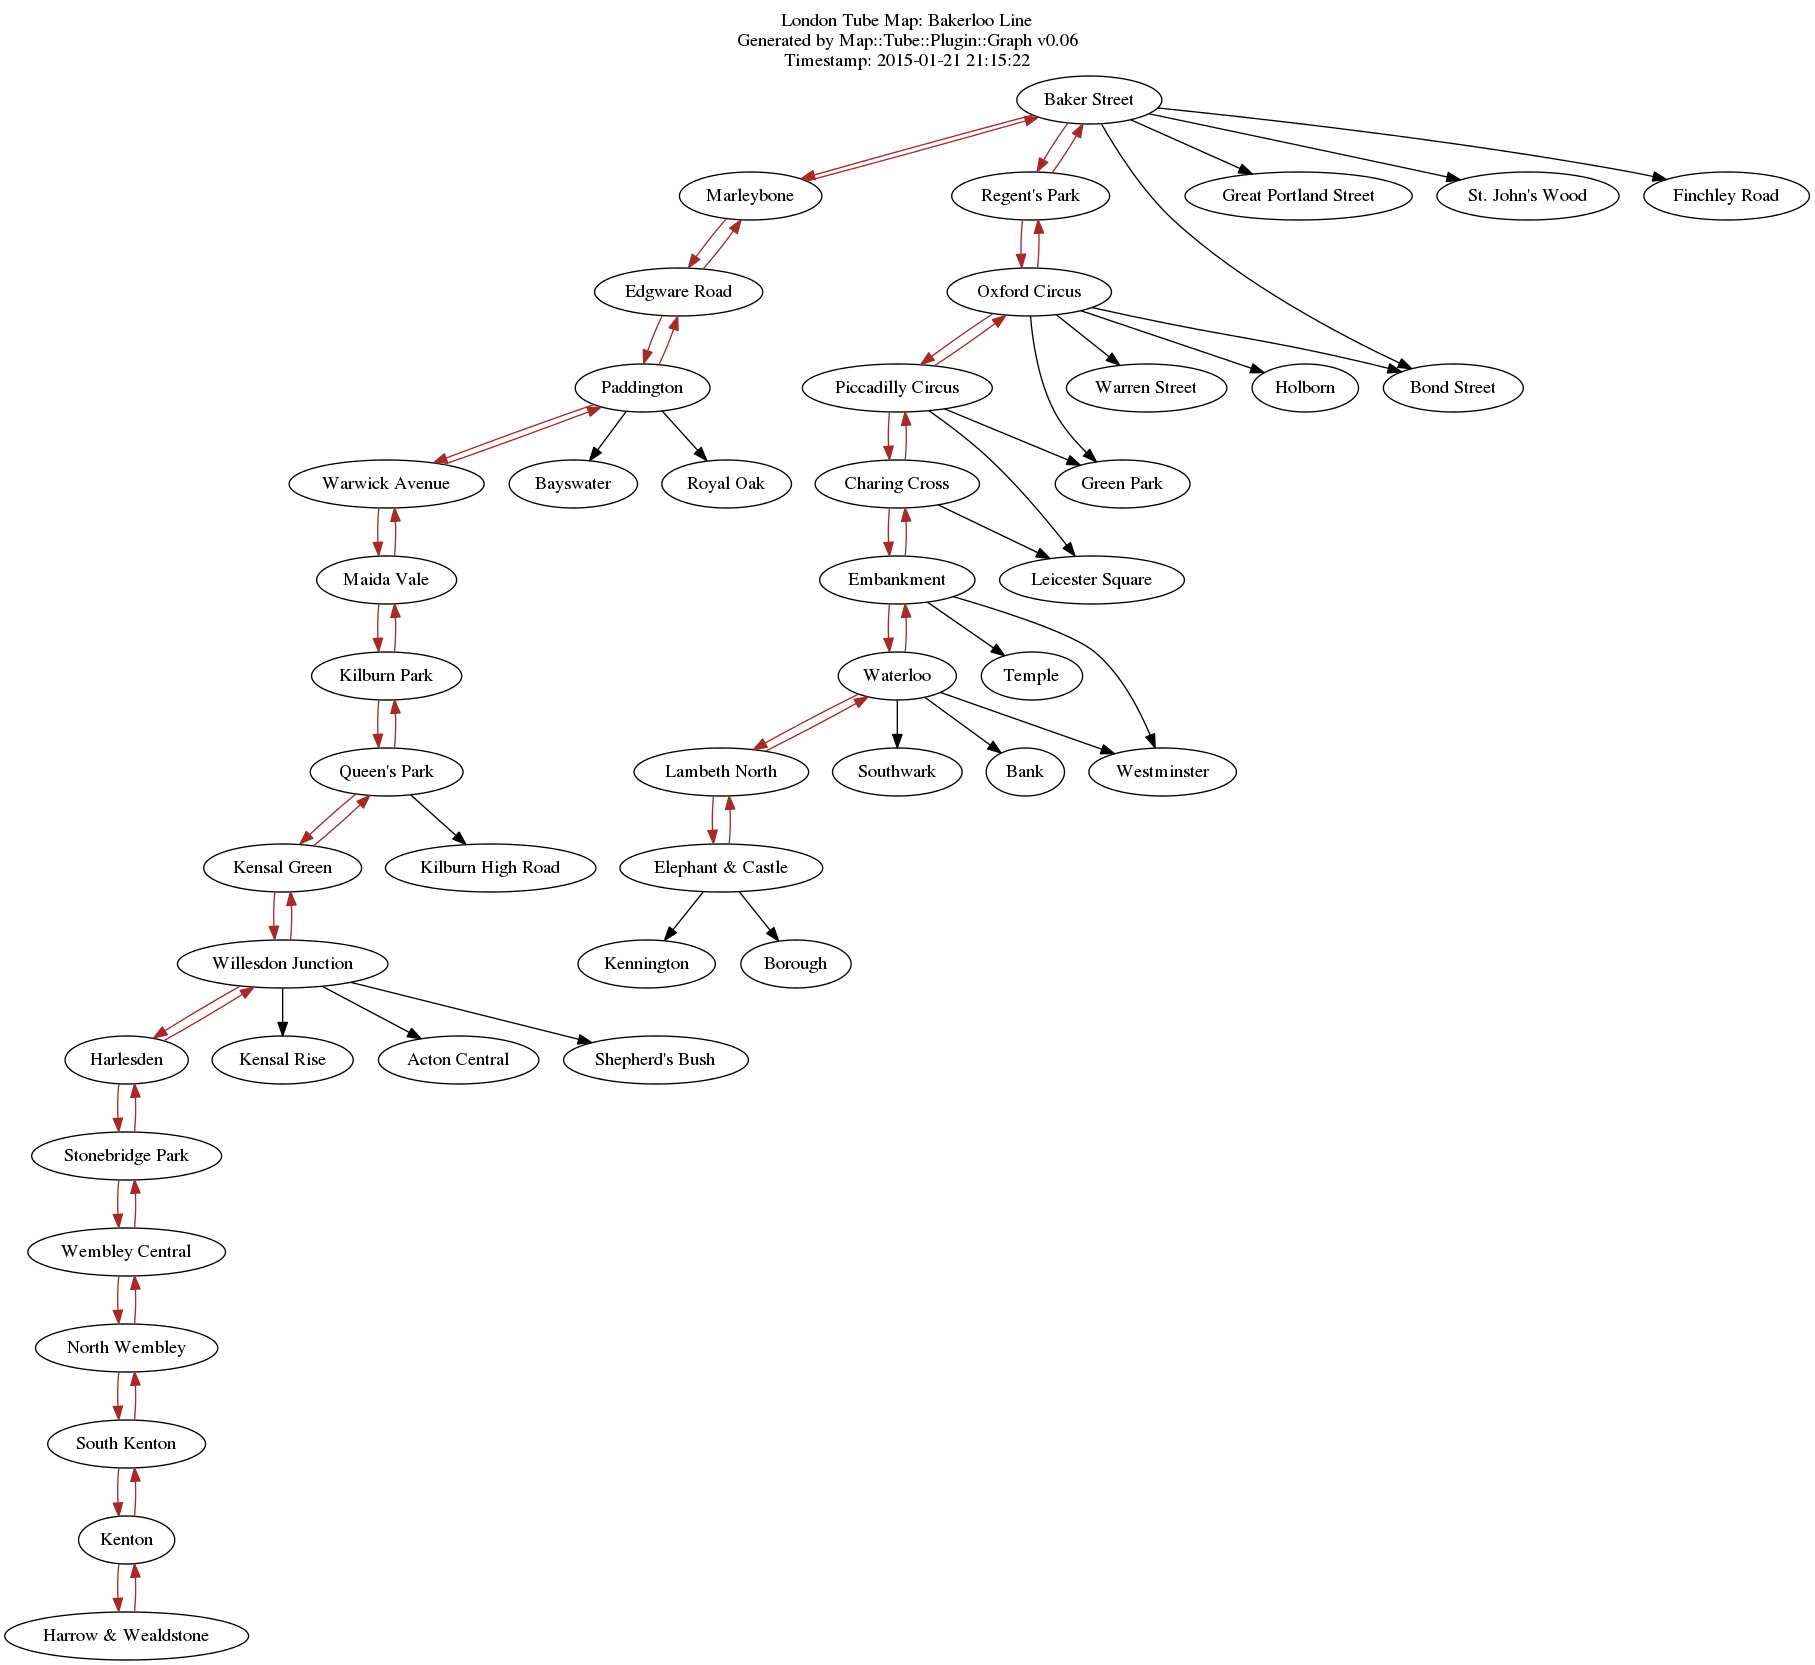 London Tube Map: Bakerloo Line
Generated by Map::Tube::Plugin::Graph v0.06
Timestamp: 2015-01-21 21:15:22
Baker Street
Marleybone
Regent's Park
Great Portland Street
St. John's Wood
Finchley Road
Edgware Road
Oxford Circus
Paddington
Piccadilly Circus
Warren Street
Holborn
Bond Street
Warwick Avenue
Bayswater
Royal Oak
Charing Cross
Green Park
Maida Vale
Embankment
Leicester Square
Kilburn Park
Waterloo
Temple
Queen's Park
Lambeth North
Southwark
Bank
Westminster
Kensal Green
Kilburn High Road
Elephant & Castle
Willesdon Junction
Kennington
Borough
Harlesden
Kensal Rise
Acton Central
Shepherd's Bush
Stonebridge Park
Wembley Central
North Wembley
South Kenton
Kenton
Harrow & Wealdstone